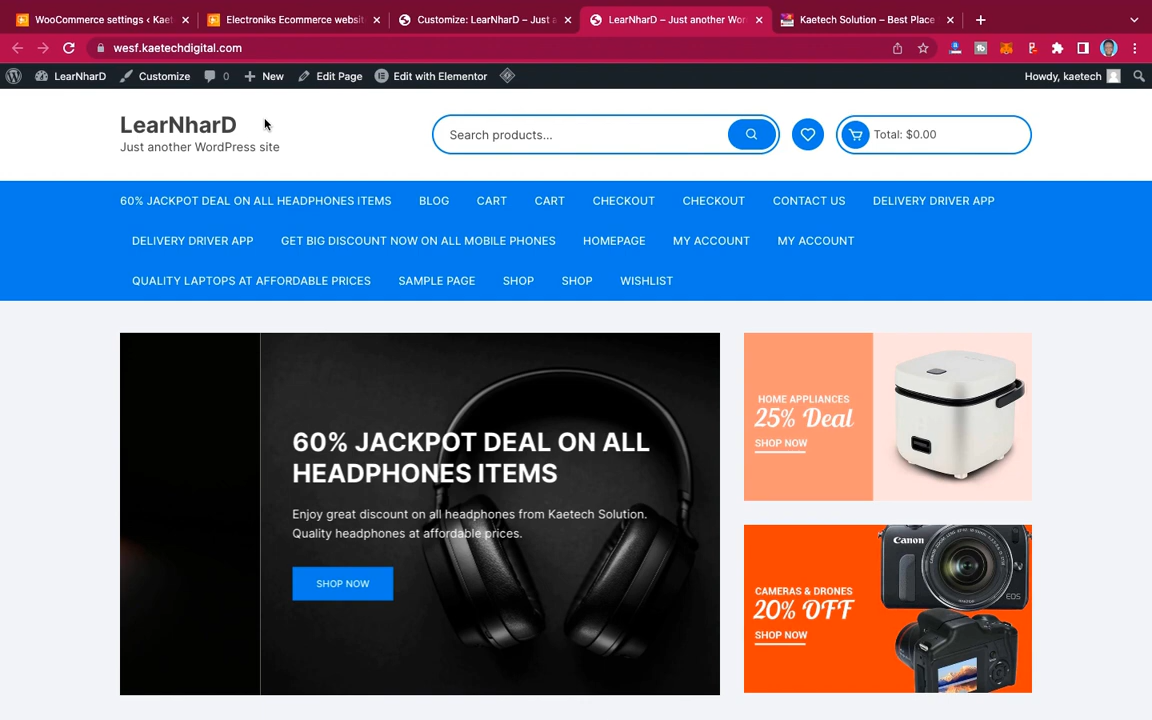 WooCommerce settings ‹ Kaet
Electroniks Ecommerce websit
Customize: LearNharD – Just a
LearNharD – Just another Wor
Kaetech Solution – Best Place
wesf.kaetechdigital.com
LearNharD
Customize
0
New
Edit Page
Edit with Elementor
Howdy, kaetech
LearNharD
Just another WordPress site
Search products...
Total: $0.00
60% JACKPOT DEAL ON ALL HEADPHONES ITEMS BLOG CART CART CHECKOUT CHECKOUT CONTACT US DELIVERY DRIVER APP
DELIVERY DRIVER APP GET BIG DISCOUNT NOW ON ALL MOBILE PHONES HOMEPAGE MY ACCOUNT MY ACCOUNT
QUALITY LAPTOPS AT AFFORDABLE PRICES SAMPLE PAGE SHOP SHOP WISHLIST
60% JACKPOT DEAL ON ALL
HEADPHONES ITEMS
Enjoy great discount on all headphones from Kaetech Solution.
Quality headphones at affordable prices.
SHOP NOW
HOME APPLIANCES
25% Deal
SHOP NOW
CAMERAS & DRONES
20% OFF
SHOP NOW
Canon
EOS